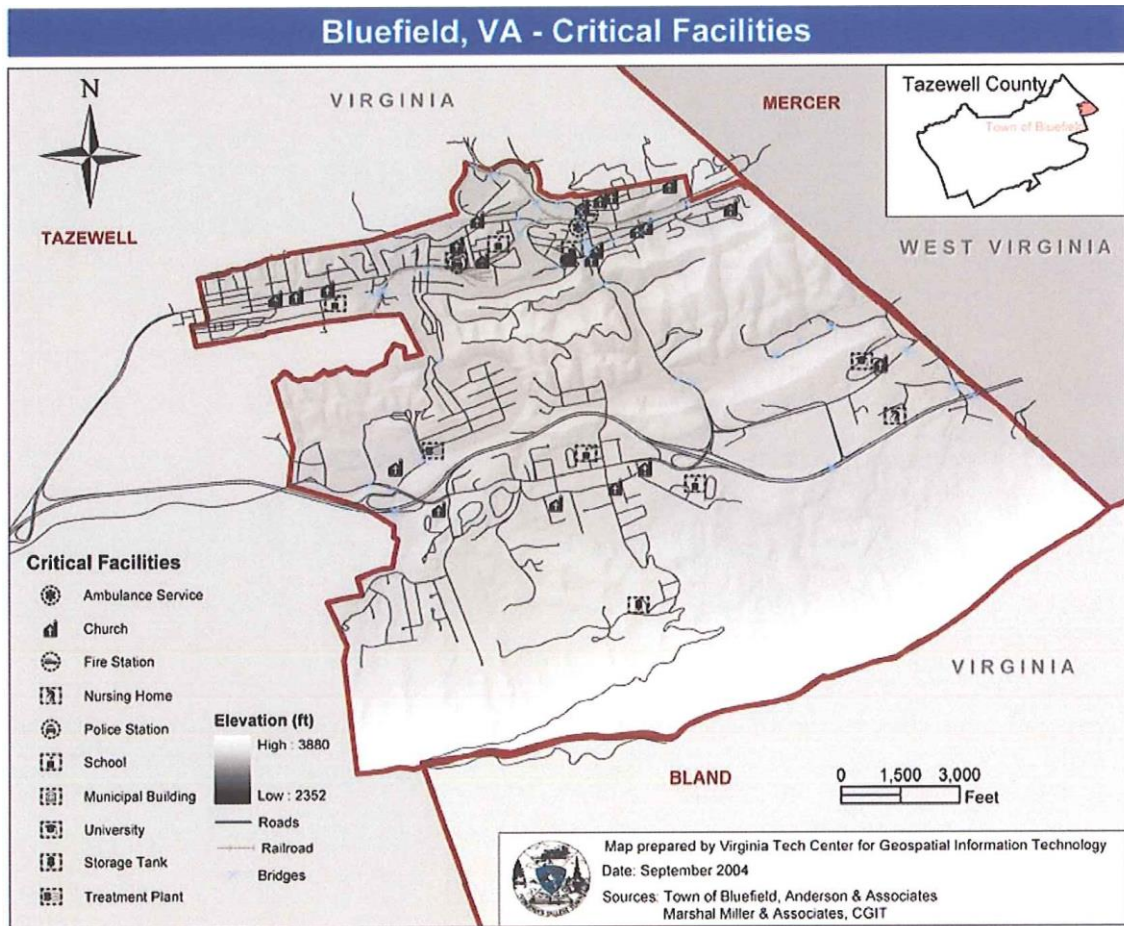 Bluefield, VA - Critical Facilities
N
VIRGINIA
MERCER
Tazewell County
Town of Bluefield
TAZEWELL
WEST VIRGINIA
Critical Facilities
Ambulance Service
Church
Fire Station
Nursing Home
Police Station
School
Municipal Building
University
Storage Tank
Treatment Plant
Elevation (ft)
High : 3880
Low : 2352
Roads
Railroad
Bridges
VIRGINIA
BLAND
0 1,500 3,000
Feet
Map prepared by Virginia Tech Center for Geospatial Information Technology
Date: September 2004
Sources: Town of Bluefield, Anderson & Associates
Marshal Miller & Associates, CGIT